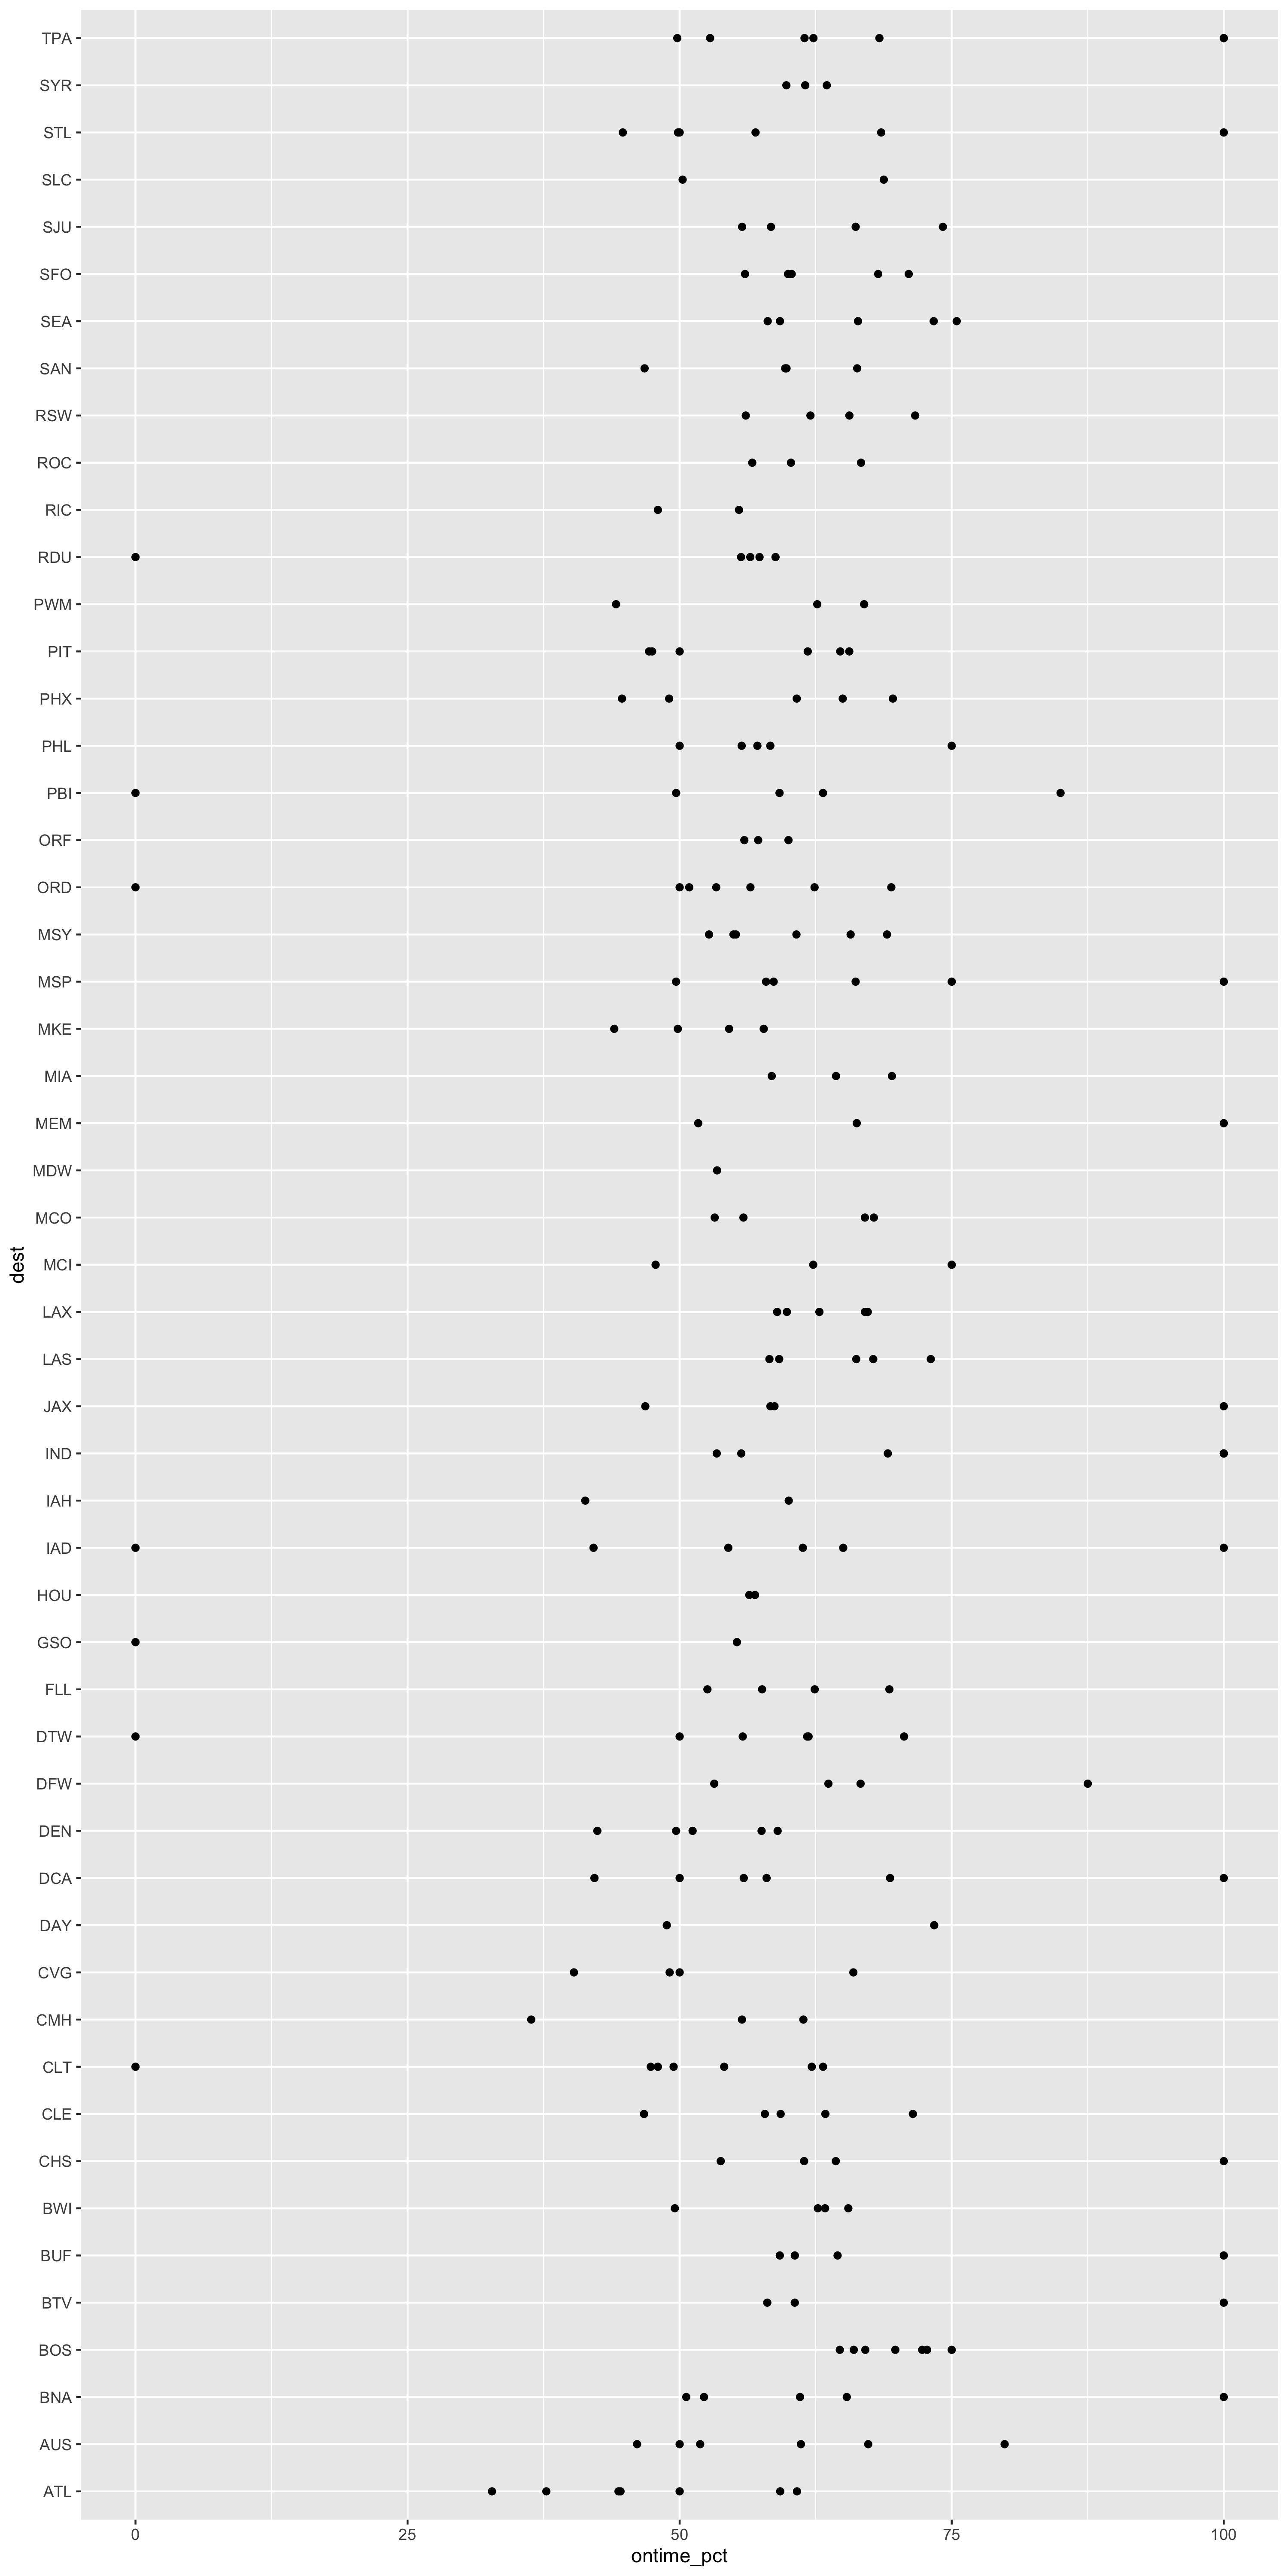 TPA
SYR
STL
SLC
SJU
SFO
SEA
SAN
RSW
ROC
RIC
RDU
PWM
PIT
PHX
PHL
PBI
ORF
ORD
MSY
MSP
MKE
MIA
MEM
MDW
MCO
MCI
LAX
LAS
JAX
IND
IAH
IAD
HOU
GSO
FLL
DTW
DFW
DEN
DCA
DAY
CVG
CMH
CLT
CLE
CHS
BWI
BUF
BTV
BOS
BNA
AUS
ATL
dest
0 25 50 75 100
ontime_pct